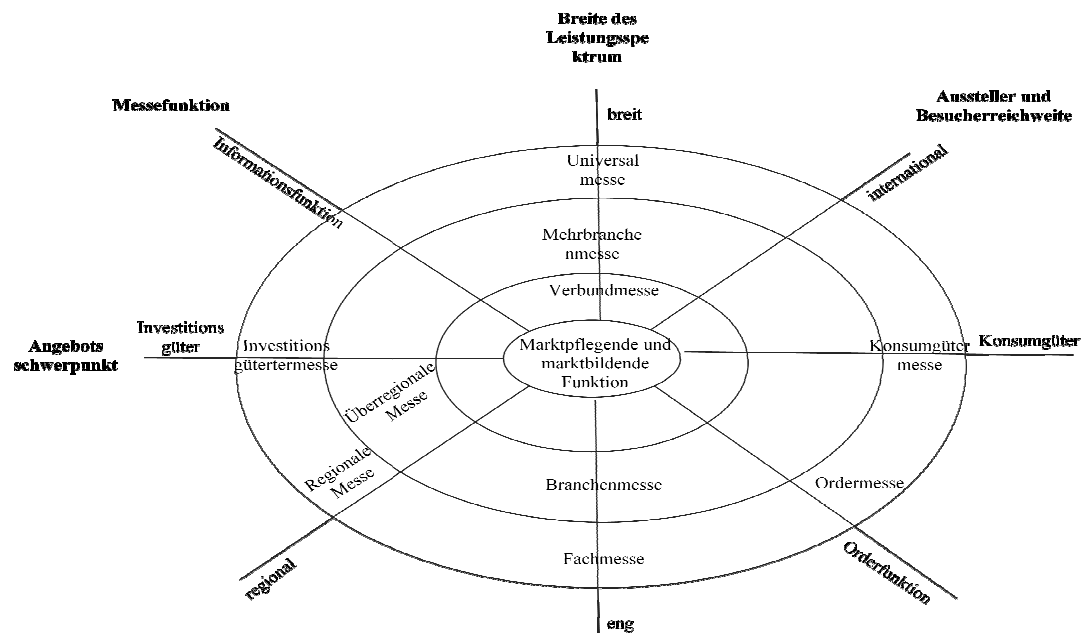 Breite des
Leistungsspe
ktrum
Messefunktion
Aussteller und
Besucherreichweite
breit
Informationsfunktion
international
Universal
messe
Mehrbranche
nmesse
Verbundmesse
Angebots
schwerpunkt
Investitions
güter
Investitions
gütertermesse
Marktpflegende und
marktbildende
Funktion
Konsumgüter
messe
Konsumgüter
Überregionale
Messe
Regionale
Messe
Branchenmesse
Ordermesse
Fachmesse
regional
Orderfunktion
eng